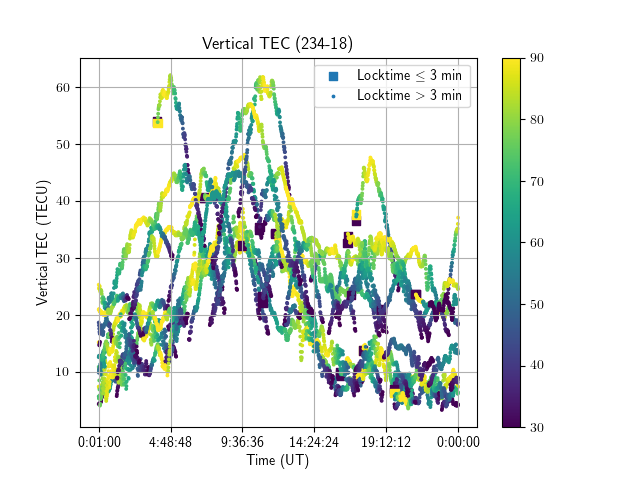 Vertical TEC (234-18)
Locktime ≤ 3 min
Locktime > 3 min
Vertical TEC (TECU)
60
50
40
30
20
10
0:01:00 4:48:48 9:36:36 14:24:24 19:12:12 0:00:00
Time (UT)
90
80
70
60
50
40
30